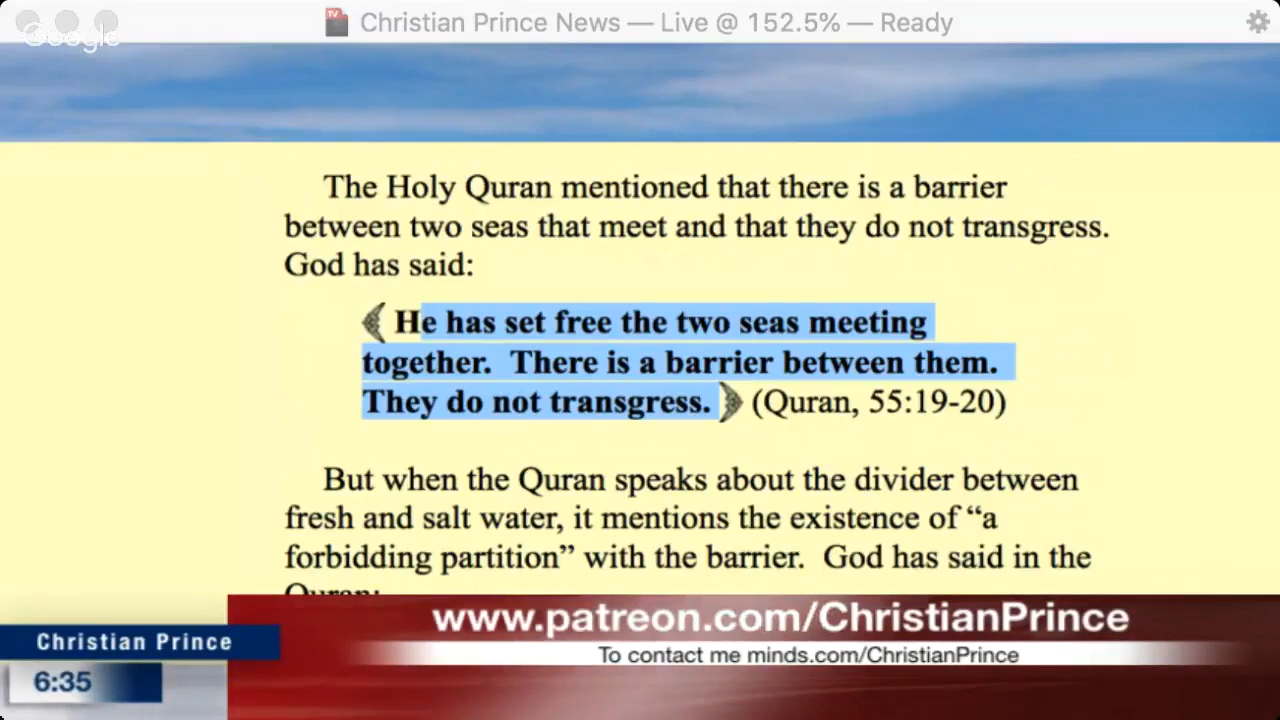 Christian Prince News — Live @ 152.5% — Ready
TV
Google
The Holy Quran mentioned that there is a barrier
between two seas that meet and that they do not transgress.
God has said:
He has set free the two seas meeting
together.  There is a barrier between them.
They do not transgress. (Quran, 55:19-20)
But when the Quran speaks about the divider between
fresh and salt water, it mentions the existence of “a
forbidding partition” with the barrier.  God has said in the
Quran:
www.patreon.com/ChristianPrince
Christian Prince
To contact me minds.com/ChristianPrince
6:35